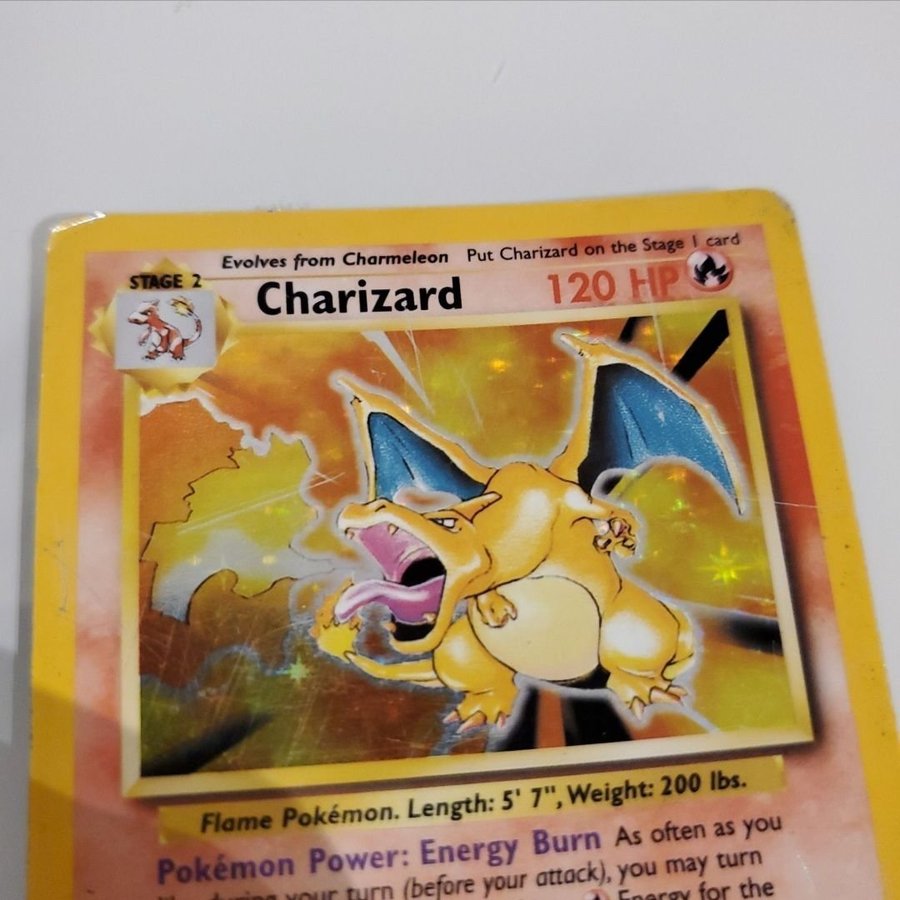 Evolves from Charmeleon Put Charizard on the Stage 1 card
STAGE 2
Charizard 120 HP
Flame Pokémon. Length: 5' 7", Weight: 200 lbs.
Pokémon Power: Energy Burn As often as you
during your turn (before your attack), you may turn
Energy for the